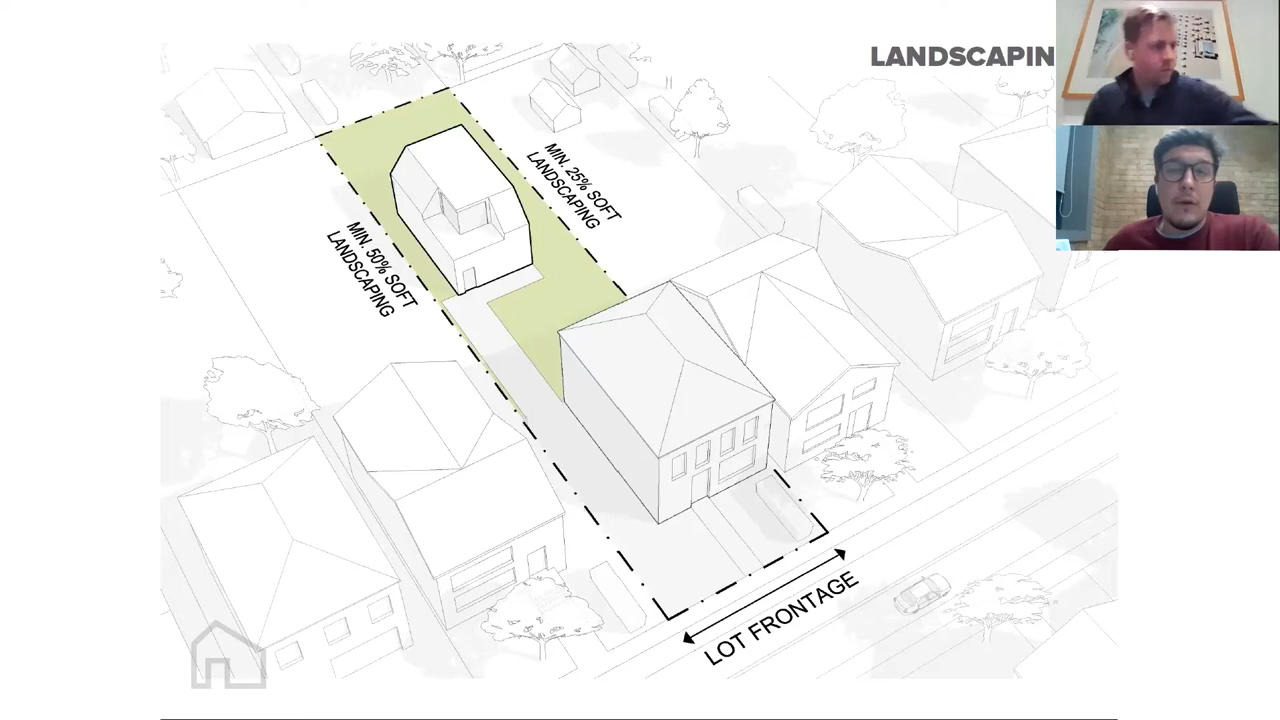 LANDSCAPIN
MIN. 25% SOFT
LANDSCAPING
MIN. 50% SOFT
LANDSCAPING
LOT FRONTAGE